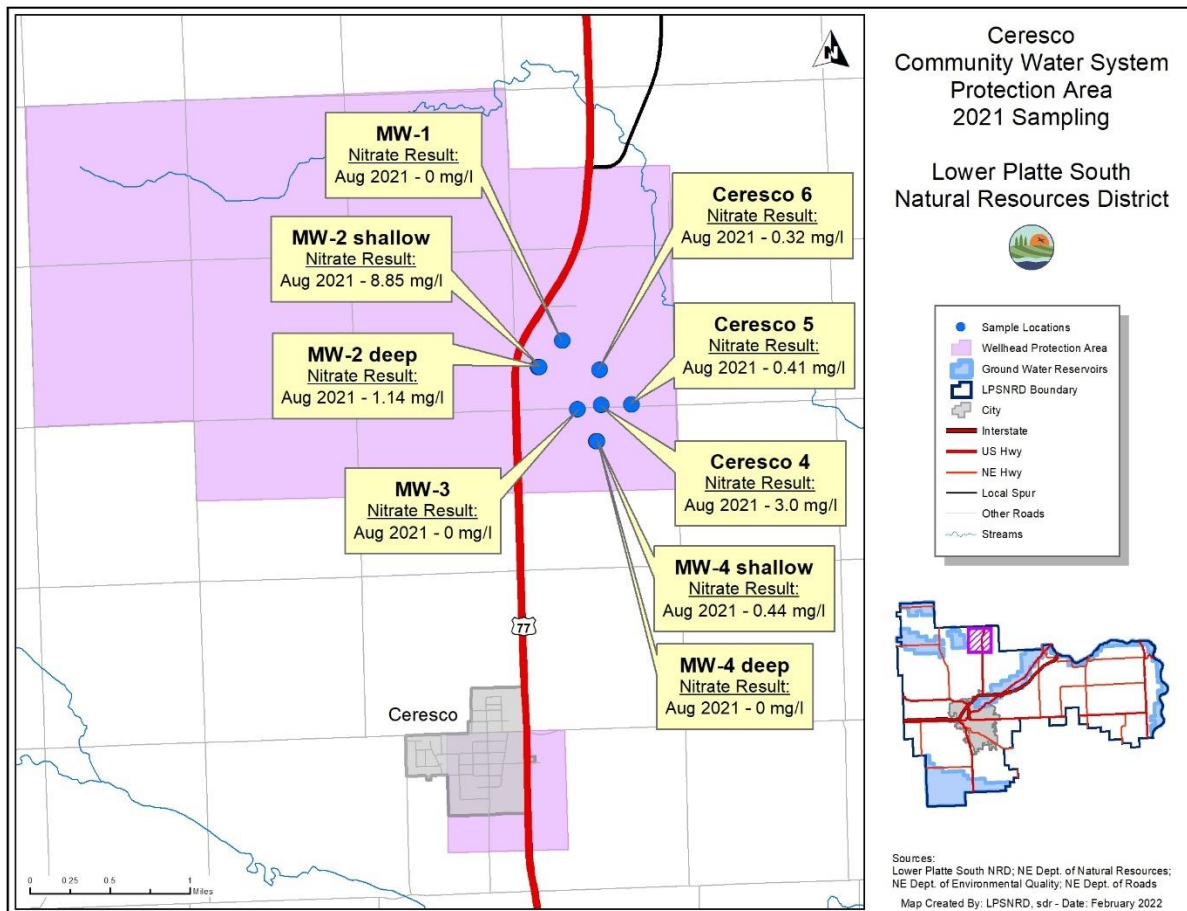 Ceresco
Community Water System
Protection Area
2021 Sampling
Lower Platte South
Natural Resources District
MW-1
Nitrate Result:
Aug 2021 - 0 mg/l
MW-2 shallow
Nitrate Result:
Aug 2021 - 8.85 mg/l
MW-2 deep
Nitrate Result:
Aug 2021 - 1.14 mg/l
MW-3
Nitrate Result:
Aug 2021 - 0 mg/l
Ceresco 6
Nitrate Result:
Aug 2021 - 0.32 mg/l
Ceresco 5
Nitrate Result:
Aug 2021 - 0.41 mg/l
Ceresco 4
Nitrate Result:
Aug 2021 - 3.0 mg/l
MW-4 shallow
Nitrate Result:
Aug 2021 - 0.44 mg/l
MW-4 deep
Nitrate Result:
Aug 2021 - 0 mg/l
77
Ceresco
N
0 0.25 0.5 1
Miles
Sample Locations
Wellhead Protection Area
Ground Water Reservoirs
LPSNRD Boundary
City
Interstate
US Hwy
NE Hwy
Local Spur
Other Roads
Streams
Sources:
Lower Platte South NRD; NE Dept. of Natural Resources;
NE Dept. of Environmental Quality; NE Dept. of Roads
Map Created By: LPSNRD, sdr - Date: February 2022